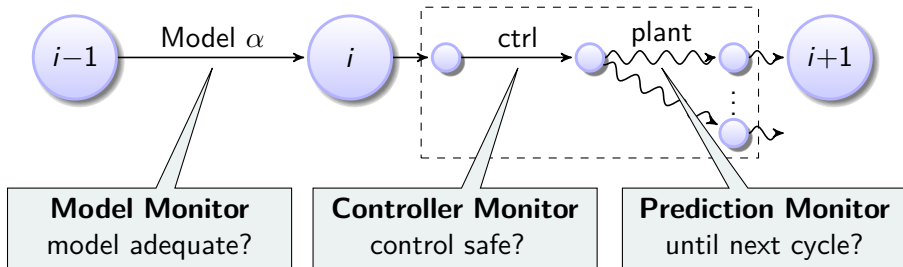 i−1
Model α
i
ctrl
plant
i+1
⋮
Model Monitor
model adequate?
Controller Monitor
control safe?
Prediction Monitor
until next cycle?